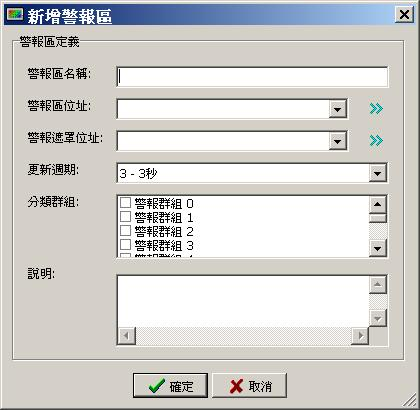 新增警報區
警報區定義
警報區名稱:
警報區位址:
警報遮罩位址:
更新週期:
3 - 3秒
分類群組:
警報群組 0
警報群組 1
警報群組 2
警報群組 3
說明:
確定
取消